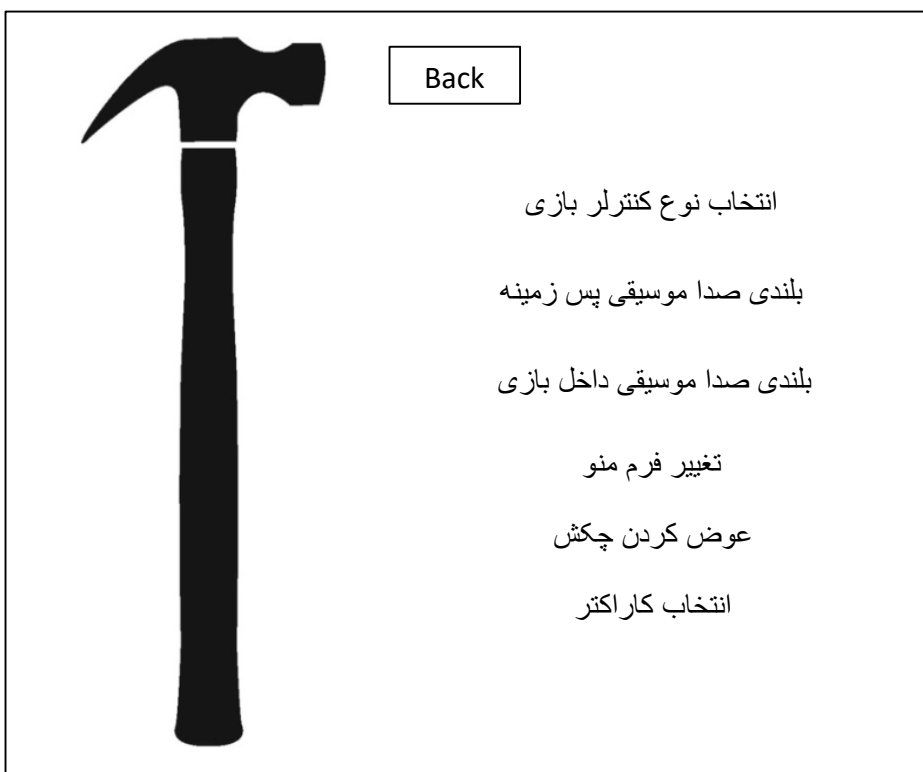 Back
انتخاب نوع کنترلر بازی
بلندی صدا موسیقی پس زمینه
بلندی صدا موسیقی داخل بازی
تغییر فرم منو
عوض کردن چکش
انتخاب کاراکتر